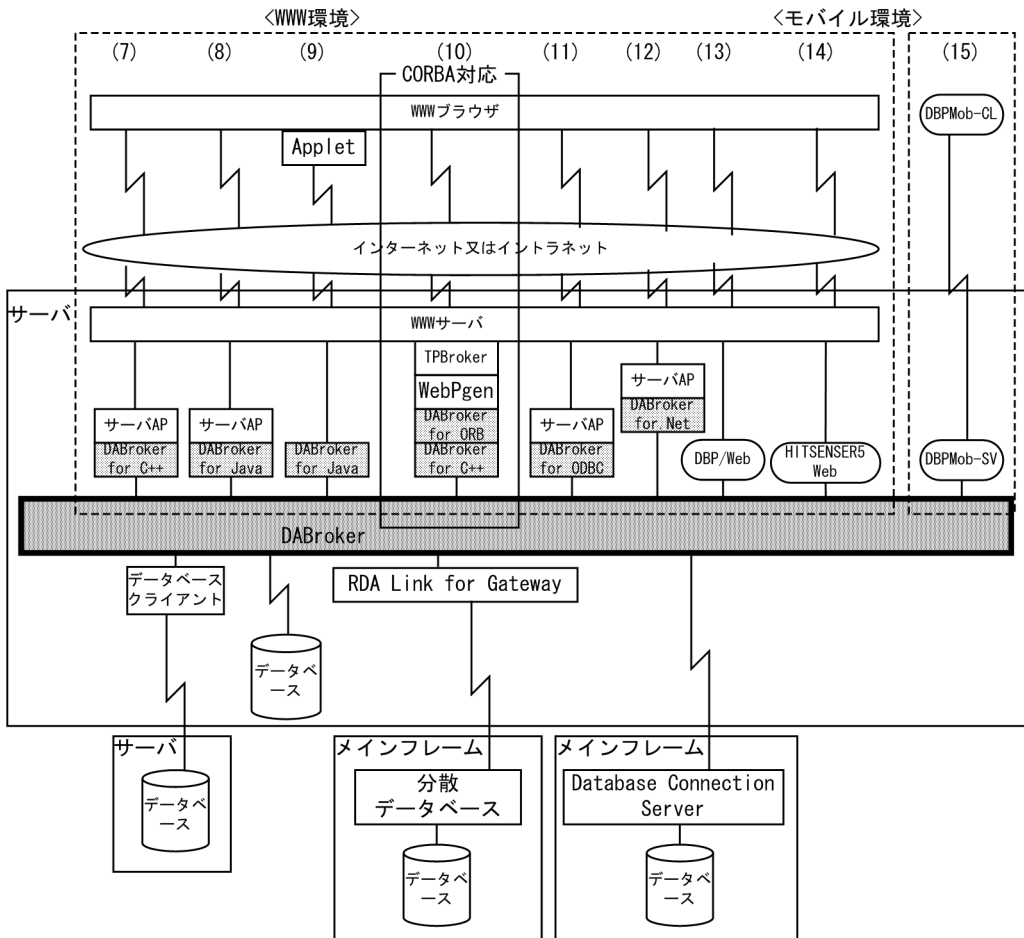 <WWW環境>
<モバイル環境>
(7)
(8)
(9)
(10)
(11)
(12)
(13)
(14)
(15)
CORBA対応
WWWブラウザ
DBPMob-CL
Applet
インターネット又はイントラネット
サーバ
WWWサーバ
TPBroker
WebPgen
DABroker
for ORB
DABroker
for C++
サーバAP
DABroker
for C++
サーバAP
DABroker
for Java
DABroker
for Java
サーバAP
DABroker
for ODBC
サーバAP
DABroker
for.Net
DBP/Web
HITSENSER5
Web
DBPMob-SV
DABroker
データベース
クライアント
RDA Link for Gateway
データベ
ース
サーバ
データベ
ース
メインフレーム
分散
データベース
データベ
ース
メインフレーム
Database Connection
Server
データベ
ース